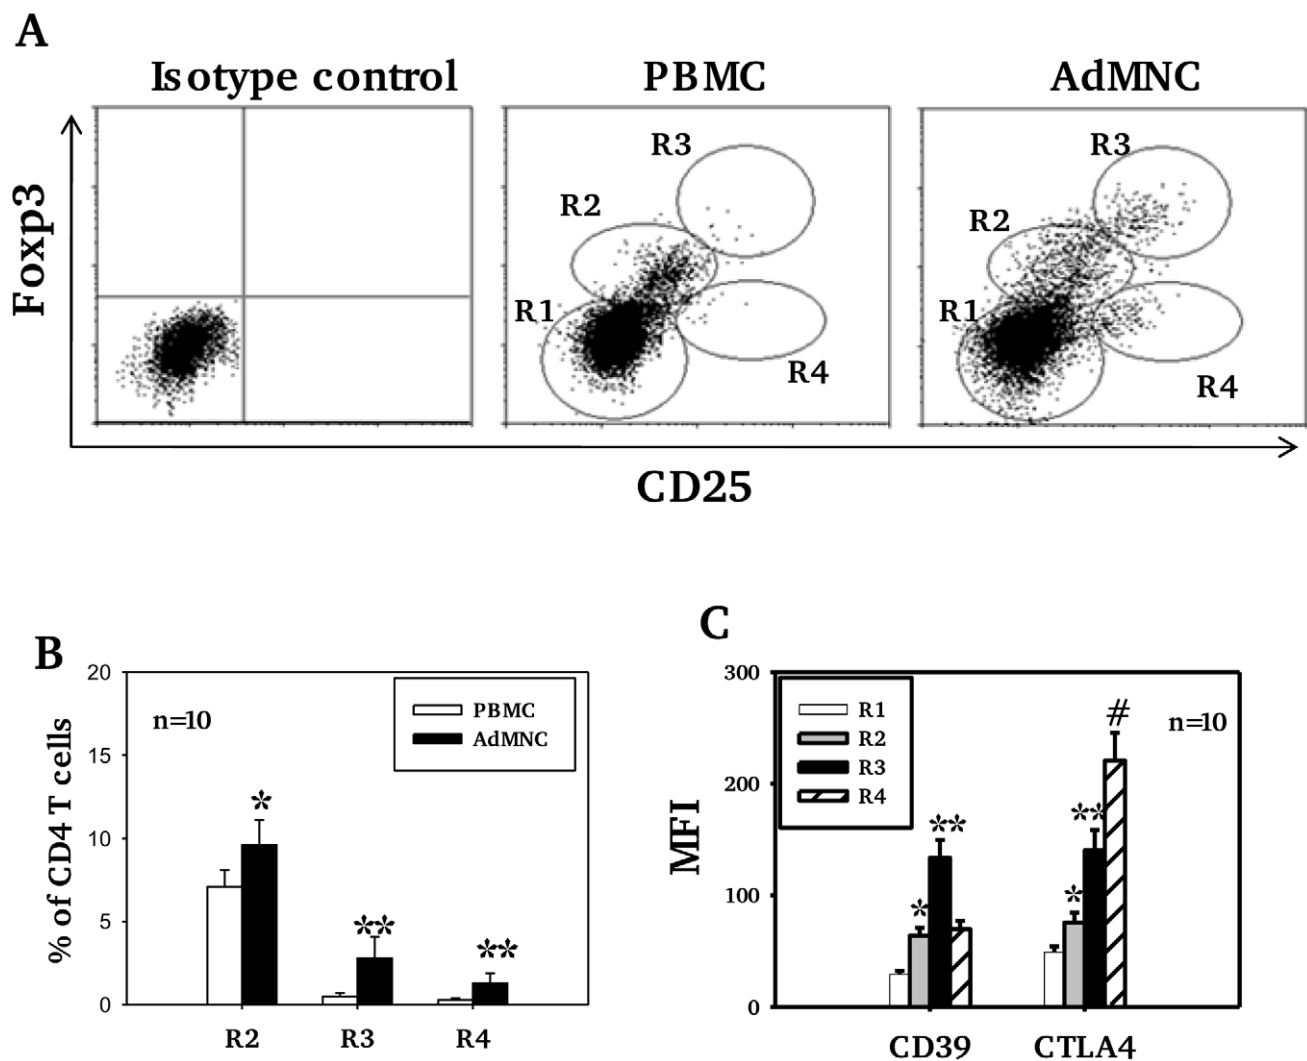 A
Isotype control
PBMC
AdMNC
Foxp3
R3
R2
R1
R4
R3
R2
R1
R4
CD25
B
% of CD4 T cells
20
15
10
5
0
n=10
PBMC
AdMNC
*
**
**
R2
R3
R4
C
MFI
300
200
100
0
R1
R2
R3
R4
n=10
*
**
*
**
#
CD39
CTLA4